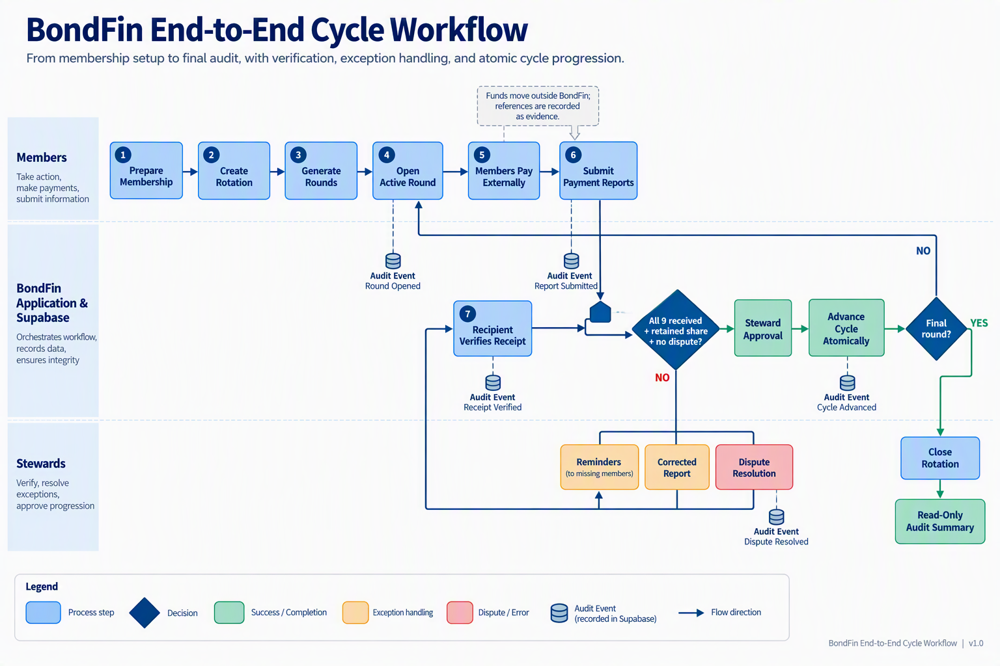 BondFin End-to-End Cycle Workflow
From membership setup to final audit, with verification, exception handling, and atomic cycle progression.
Funds move outside BondFin;
references are recorded
as evidence.
Members
Take action,
make payments,
submit information
1
Prepare
Membership
2
Create
Rotation
3
Generate
Rounds
4
Open
Active Round
5
Members Pay
Externally
6
Submit
Payment Reports
NO
Audit Event
Round Opened
Audit Event
Report Submitted
BondFin
Application &
Supabase
Orchestrates workflow,
records data,
ensures integrity
7
Recipient
Verifies Receipt
All 9 received
+ retained share
+ no dispute?
Steward
Approval
Advance
Cycle
Atomically
Final
round?
YES
NO
Audit Event
Receipt Verified
Audit Event
Cycle Advanced
Stewards
Verify, resolve
exceptions,
approve progression
Reminders
(to missing members)
Corrected
Report
Dispute
Resolution
Close
Rotation
Audit Event
Dispute Resolved
Read-Only
Audit Summary
Legend
Process step
Decision
Success / Completion
Exception handling
Dispute / Error
Audit Event
(recorded in Supabase)
Flow direction
BondFin End-to-End Cycle Workflow | v1.0